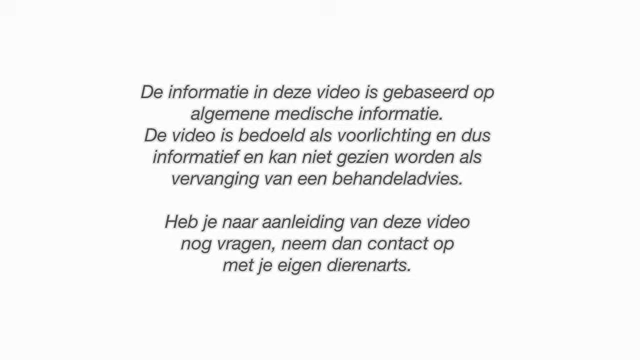 De informatie in deze video is gebaseerd op
algemene medische informatie.
De video is bedoeld als voorlichting en dus
informatief en kan niet gezien worden als
vervanging van een behandeladvies.
Heb je naar aanleiding van deze video
nog vragen, neem dan contact op
met je eigen dierenarts.